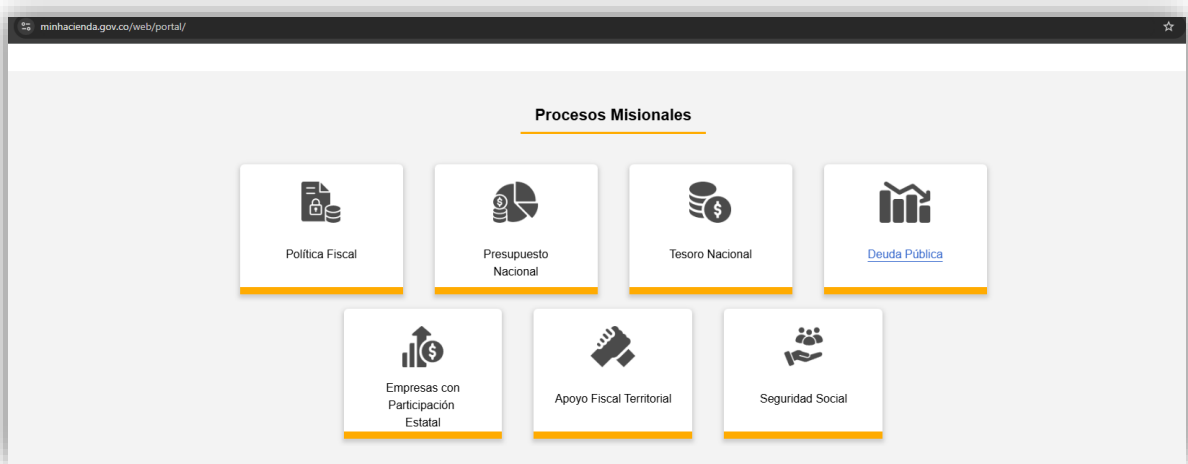 minhacienda.gov.co/web/portal/
Procesos Misionales
Política Fiscal
Presupuesto
Nacional
Tesoro Nacional
Deuda Pública
Empresas con
Participación
Estatal
Apoyo Fiscal Territorial
Seguridad Social